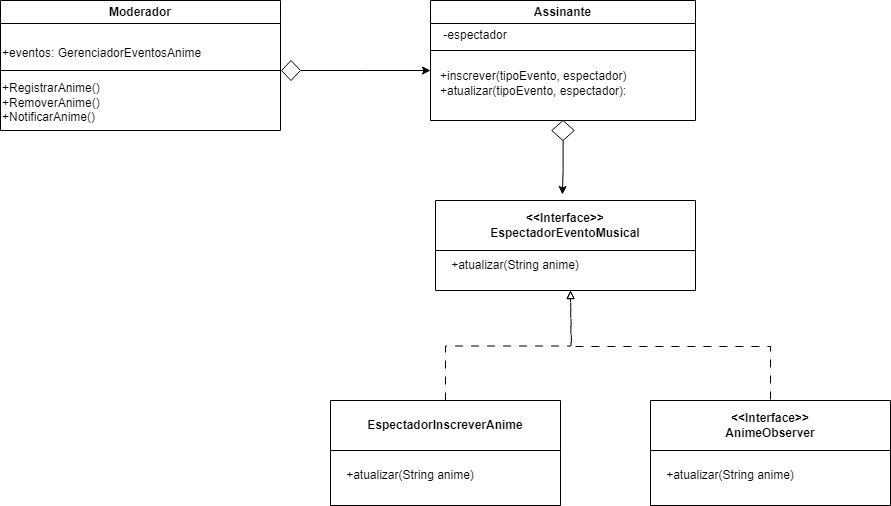 Moderador
+eventos: GerenciadorEventosAnime
+RegistrarAnime()
+RemoverAnime()
+NotificarAnime()
Assinante
-espectador
+inscrever(tipoEvento, espectador)
+atualizar(tipoEvento, espectador):
<<Interface>>
EspectadorEventoMusical
+atualizar(String anime)
EspectadorInscreverAnime
+atualizar(String anime)
<<Interface>>
AnimeObserver
+atualizar(String anime)